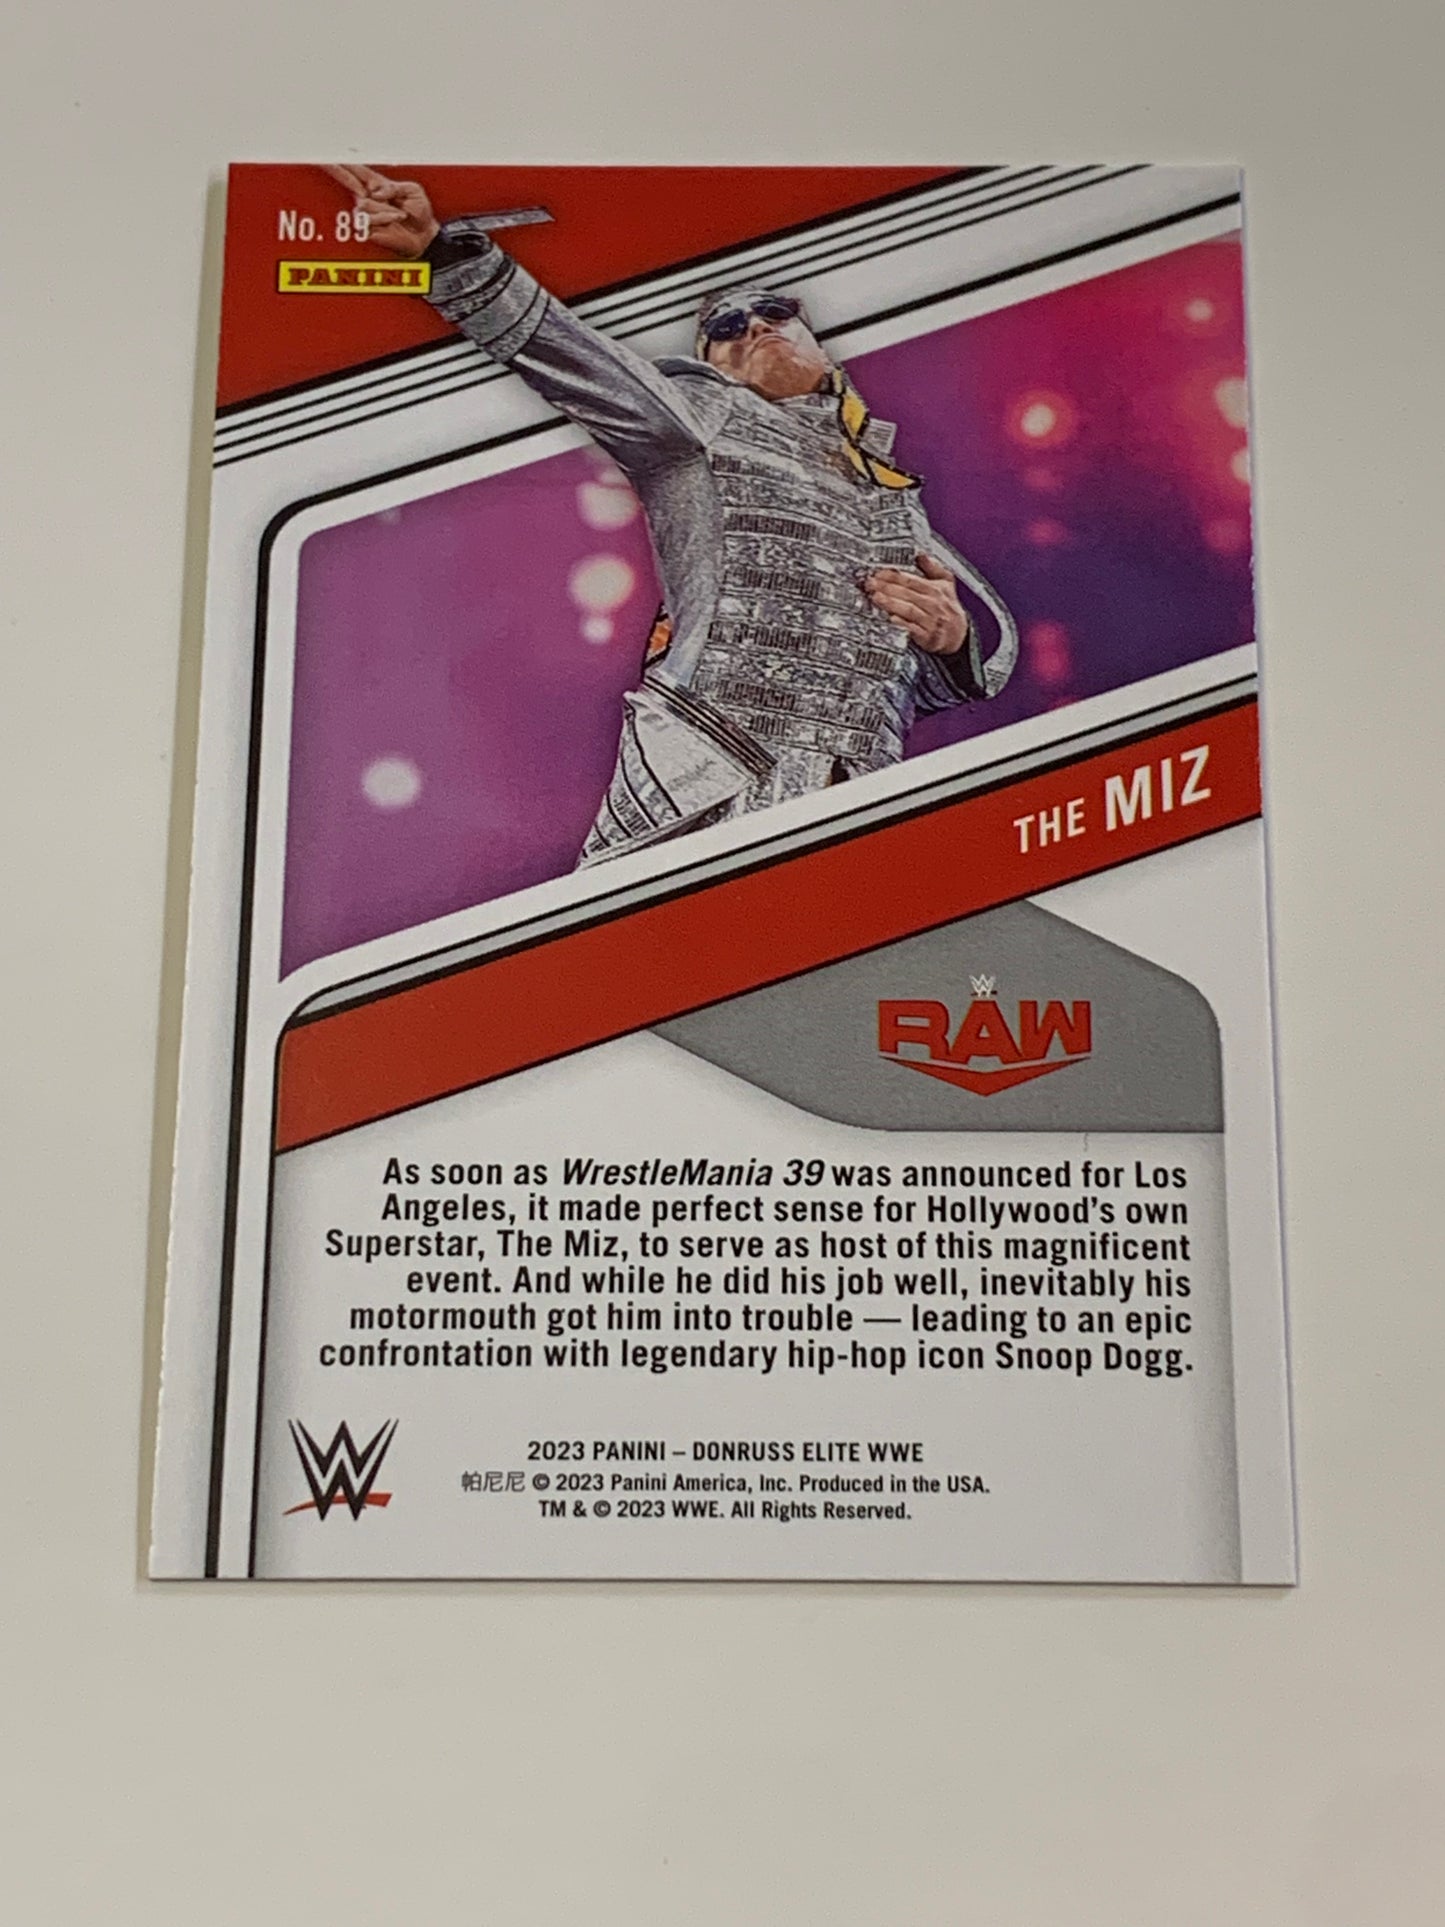 No. 89
PANINI
THE MIZ
W
RAW
As soon as WrestleMania 39 was announced for Los
Angeles, it made perfect sense for Hollywood's own
Superstar, The Miz, to serve as host of this magnificent
event. And while he did his job well, inevitably his
motormouth got him into trouble — leading to an epic
confrontation with legendary hip-hop icon Snoop Dogg.
W
2023 PANINI – DONRUSS ELITE WWE
帕尼尼 © 2023 Panini America, Inc. Produced in the USA.
TM & © 2023 WWE. All Rights Reserved.